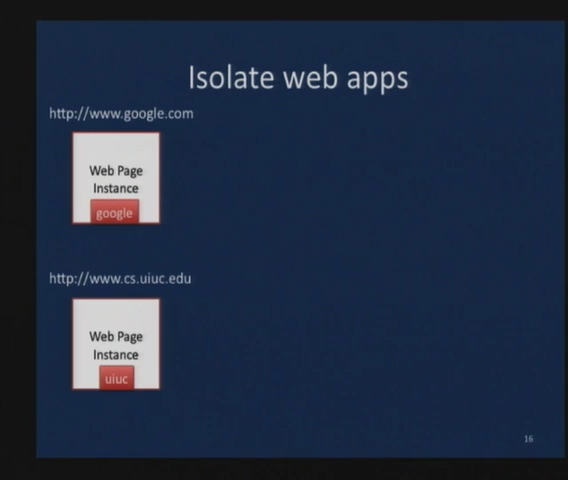 Isolate web apps
http://www.google.com
Web Page
Instance
google
http://www.cs.uiuc.edu
Web Page
Instance
uiuc
16